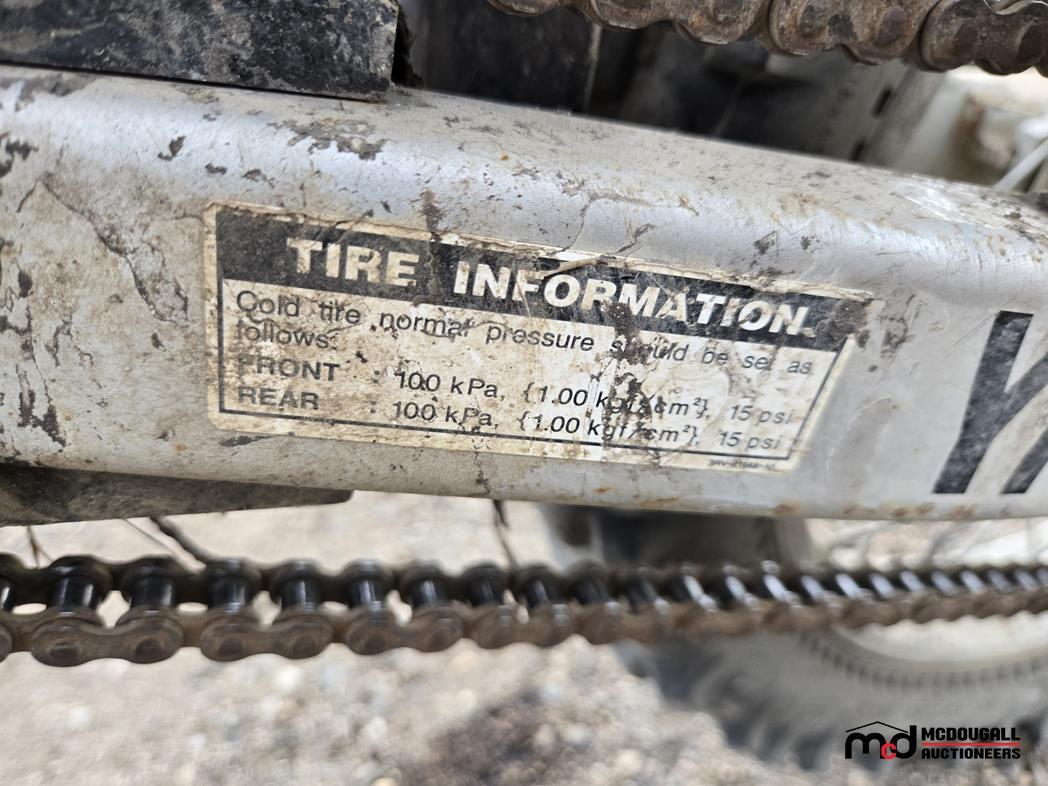 TIRE INFORMATION
Cold tire normal pressure should be set as
follows:
FRONT : 100 kPa, {1.00 kgf/cm²}, 15 psi
REAR : 100 kPa, {1.00 kgf/cm²}, 15 psi
Y
mcd MCDOUGALL
AUCTIONEERS